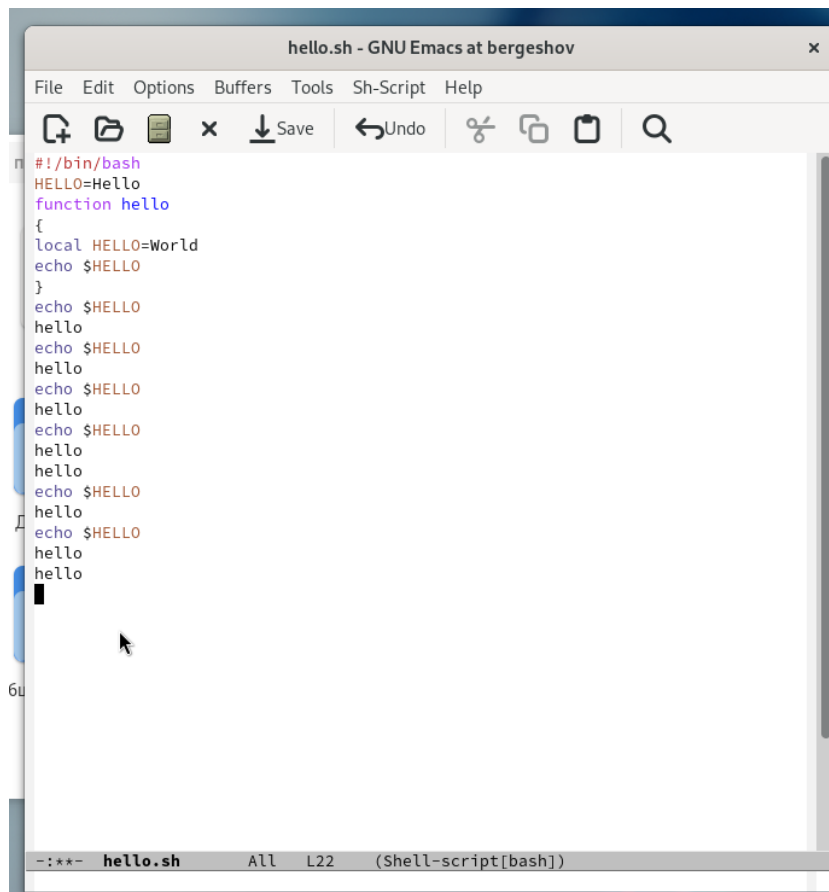 hello.sh - GNU Emacs at bergeshov
File Edit Options Buffers Tools Sh-Script Help
Save Undo
#!/bin/bash
HELLO=Hello
function hello
{
local HELLO=World
echo $HELLO
}
echo $HELLO
hello
echo $HELLO
hello
echo $HELLO
hello
echo $HELLO
hello
hello
echo $HELLO
hello
echo $HELLO
hello
hello
-:**- hello.sh All L22 (Shell-script[bash])